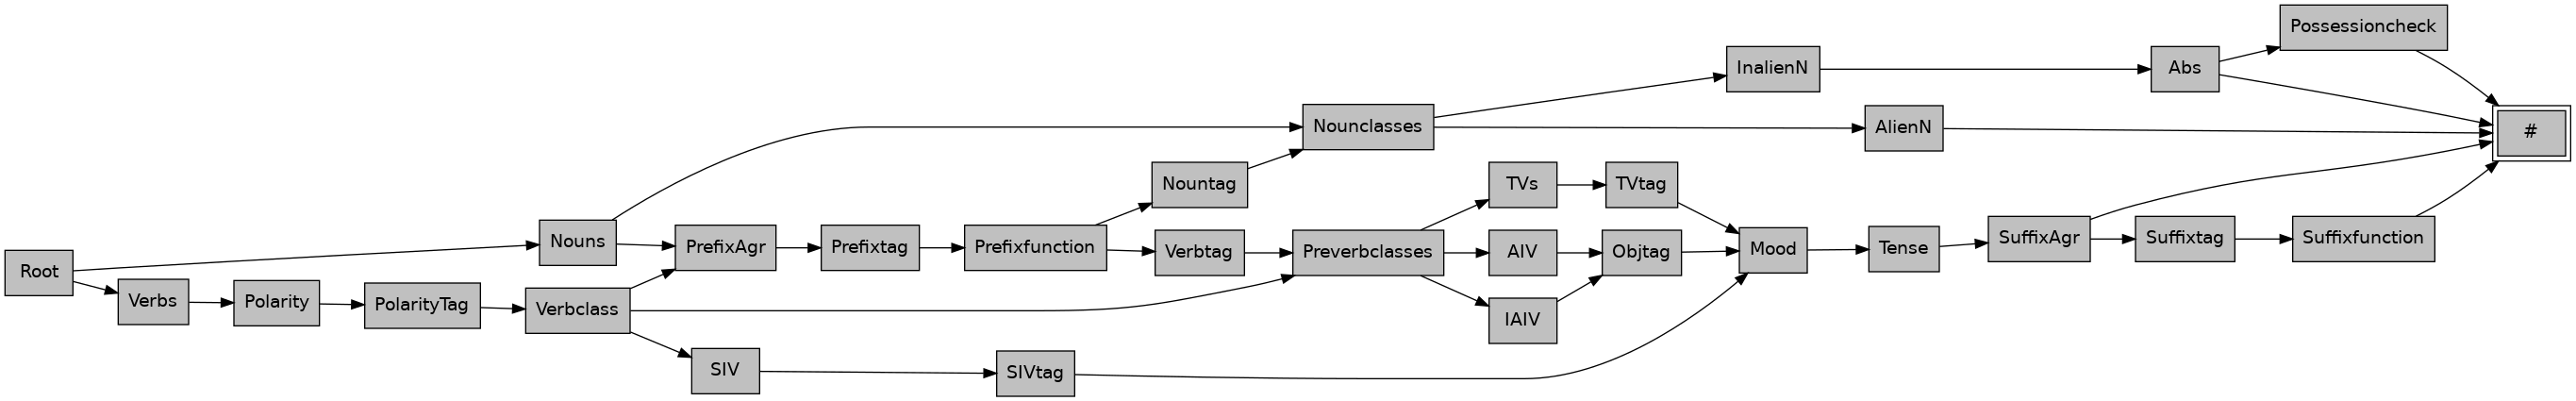 Root
Verbs
Polarity
PolarityTag
Nouns
Verbclass
PrefixAgr
SIV
Prefixtag
Prefixfunction
SIVtag
Nountag
Verbtag
Nounclasses
Preverbclasses
TVs
AIV
IAIV
TVtag
Objtag
InalienN
AlienN
Mood
Tense
SuffixAgr
Abs
Suffixtag
Possessioncheck
Suffixfunction
#